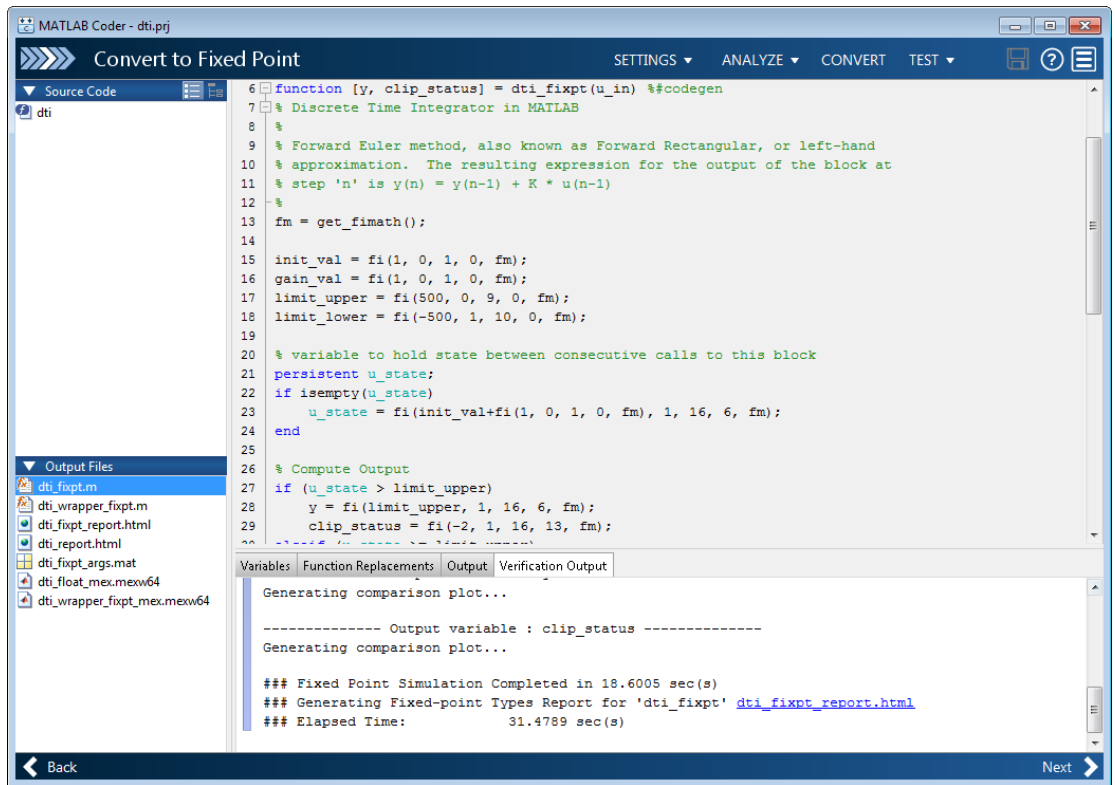 MATLAB Coder - dti.prj
Convert to Fixed Point
SETTINGS ▼ ANALYZE ▼ CONVERT TEST ▼
Source Code
dti
6 function [y, clip_status] = dti_fixpt(u_in) %#codegen
7 % Discrete Time Integrator in MATLAB
8 %
9 % Forward Euler method, also known as Forward Rectangular, or left-hand
10 % approximation.  The resulting expression for the output of the block at
11 % step 'n' is y(n) = y(n-1) + K * u(n-1)
12 %
13 fm = get_fimath();
14
15 init_val = fi(1, 0, 1, 0, fm);
16 gain_val = fi(1, 0, 1, 0, fm);
17 limit_upper = fi(500, 0, 9, 0, fm);
18 limit_lower = fi(-500, 1, 10, 0, fm);
19
20 % variable to hold state between consecutive calls to this block
21 persistent u_state;
22 if isempty(u_state)
23     u_state = fi(init_val+fi(1, 0, 1, 0, fm), 1, 16, 6, fm);
24 end
25
26 % Compute Output
27 if (u_state > limit_upper)
28     y = fi(limit_upper, 1, 16, 6, fm);
29     clip_status = fi(-2, 1, 16, 13, fm);
Output Files
dti_fixpt.m
dti_wrapper_fixpt.m
dti_fixpt_report.html
dti_report.html
dti_fixpt_args.mat
dti_float_mex.mexw64
dti_wrapper_fixpt_mex.mexw64
Variables Function Replacements Output Verification Output
Generating comparison plot...
-------------- Output variable : clip_status --------------
Generating comparison plot...
### Fixed Point Simulation Completed in 18.6005 sec(s)
### Generating Fixed-point Types Report for 'dti_fixpt' dti_fixpt_report.html
### Elapsed Time:             31.4789 sec(s)
Back
Next